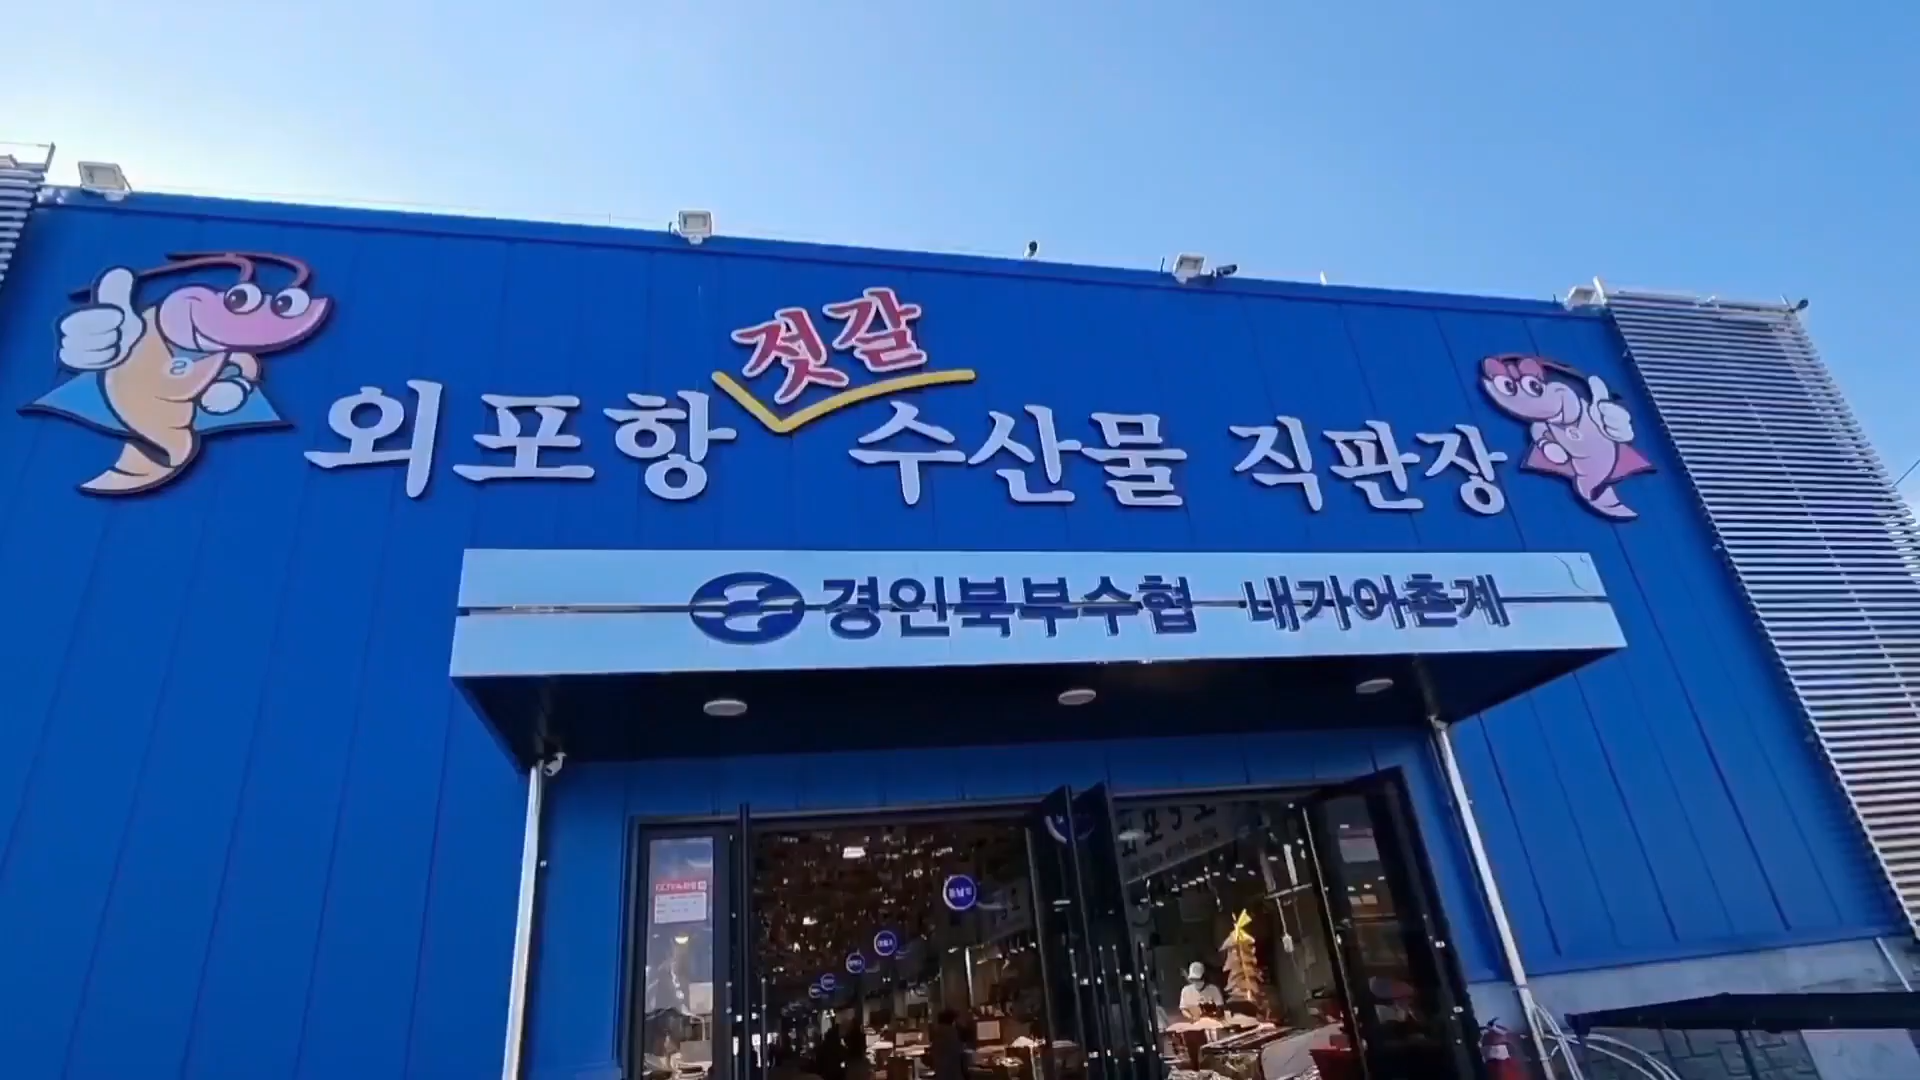 젓갈
외포항 수산물 직판장
경인북부수협 내가어촌계